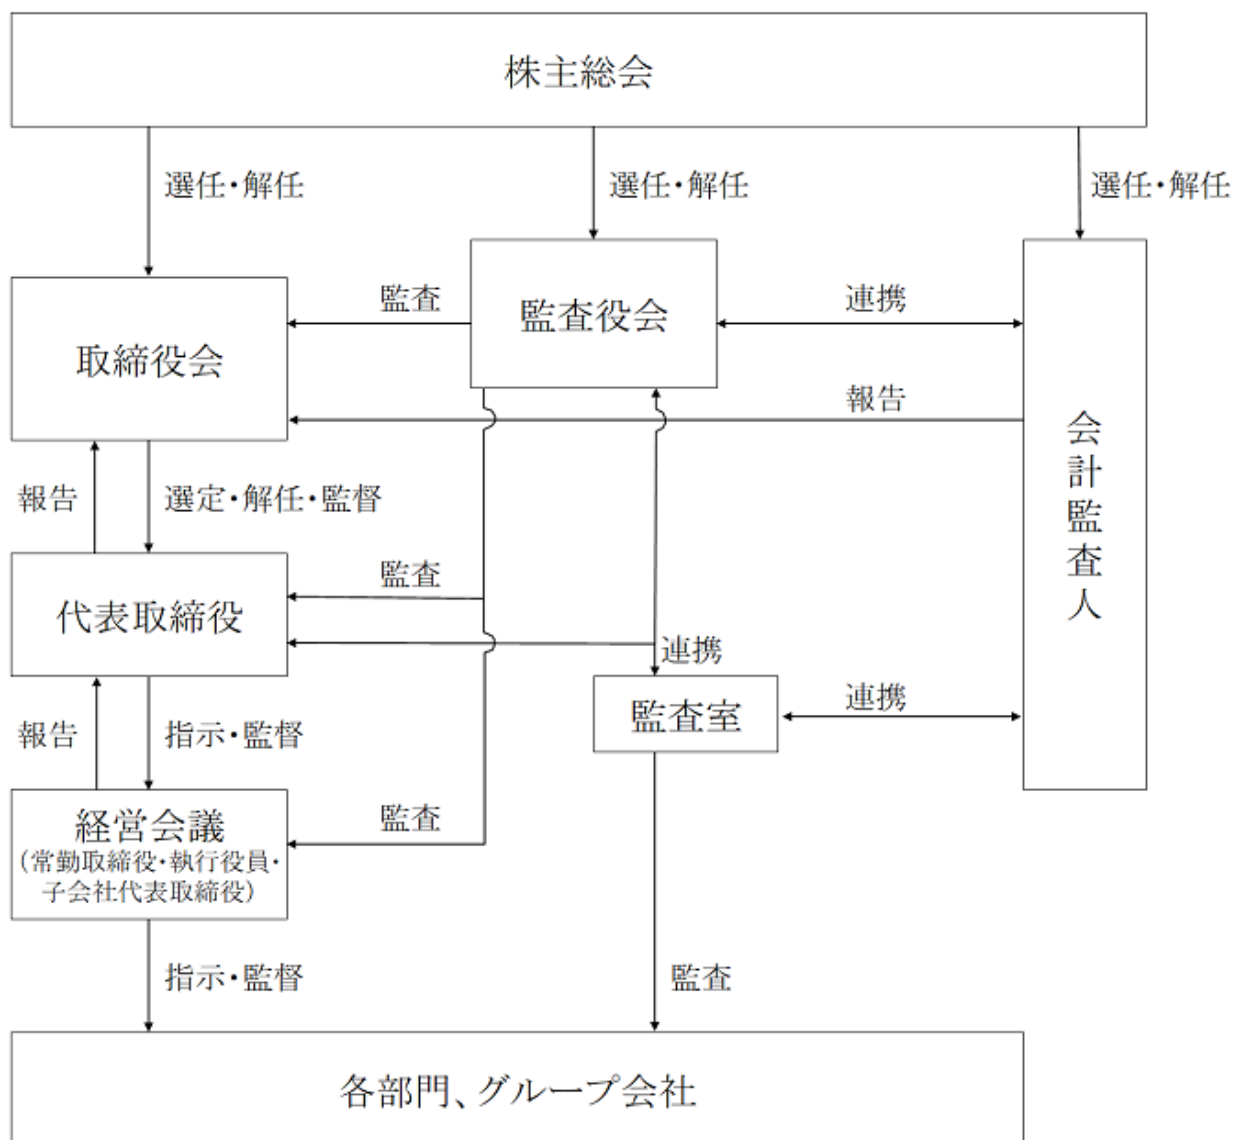 株主総会
選任・解任
選任・解任
選任・解任
監査役会
監査
連携
取締役会
報告
会計監査人
報告
選定・解任・監督
監査
代表取締役
連携
監査室
連携
報告
指示・監督
経営会議
監査
(常勤取締役・執行役員・
子会社代表取締役)
指示・監督
監査
各部門、グループ会社